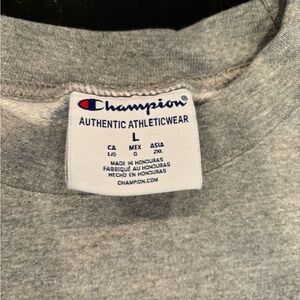 Champion®
AUTHENTIC ATHLETICWEAR
L
CA MEX ASIA
L/G G 2XL
MADE IN HONDURAS
FABRIQUÉ AU HONDURAS
HECHO EN HONDURAS
CHAMPION.COM